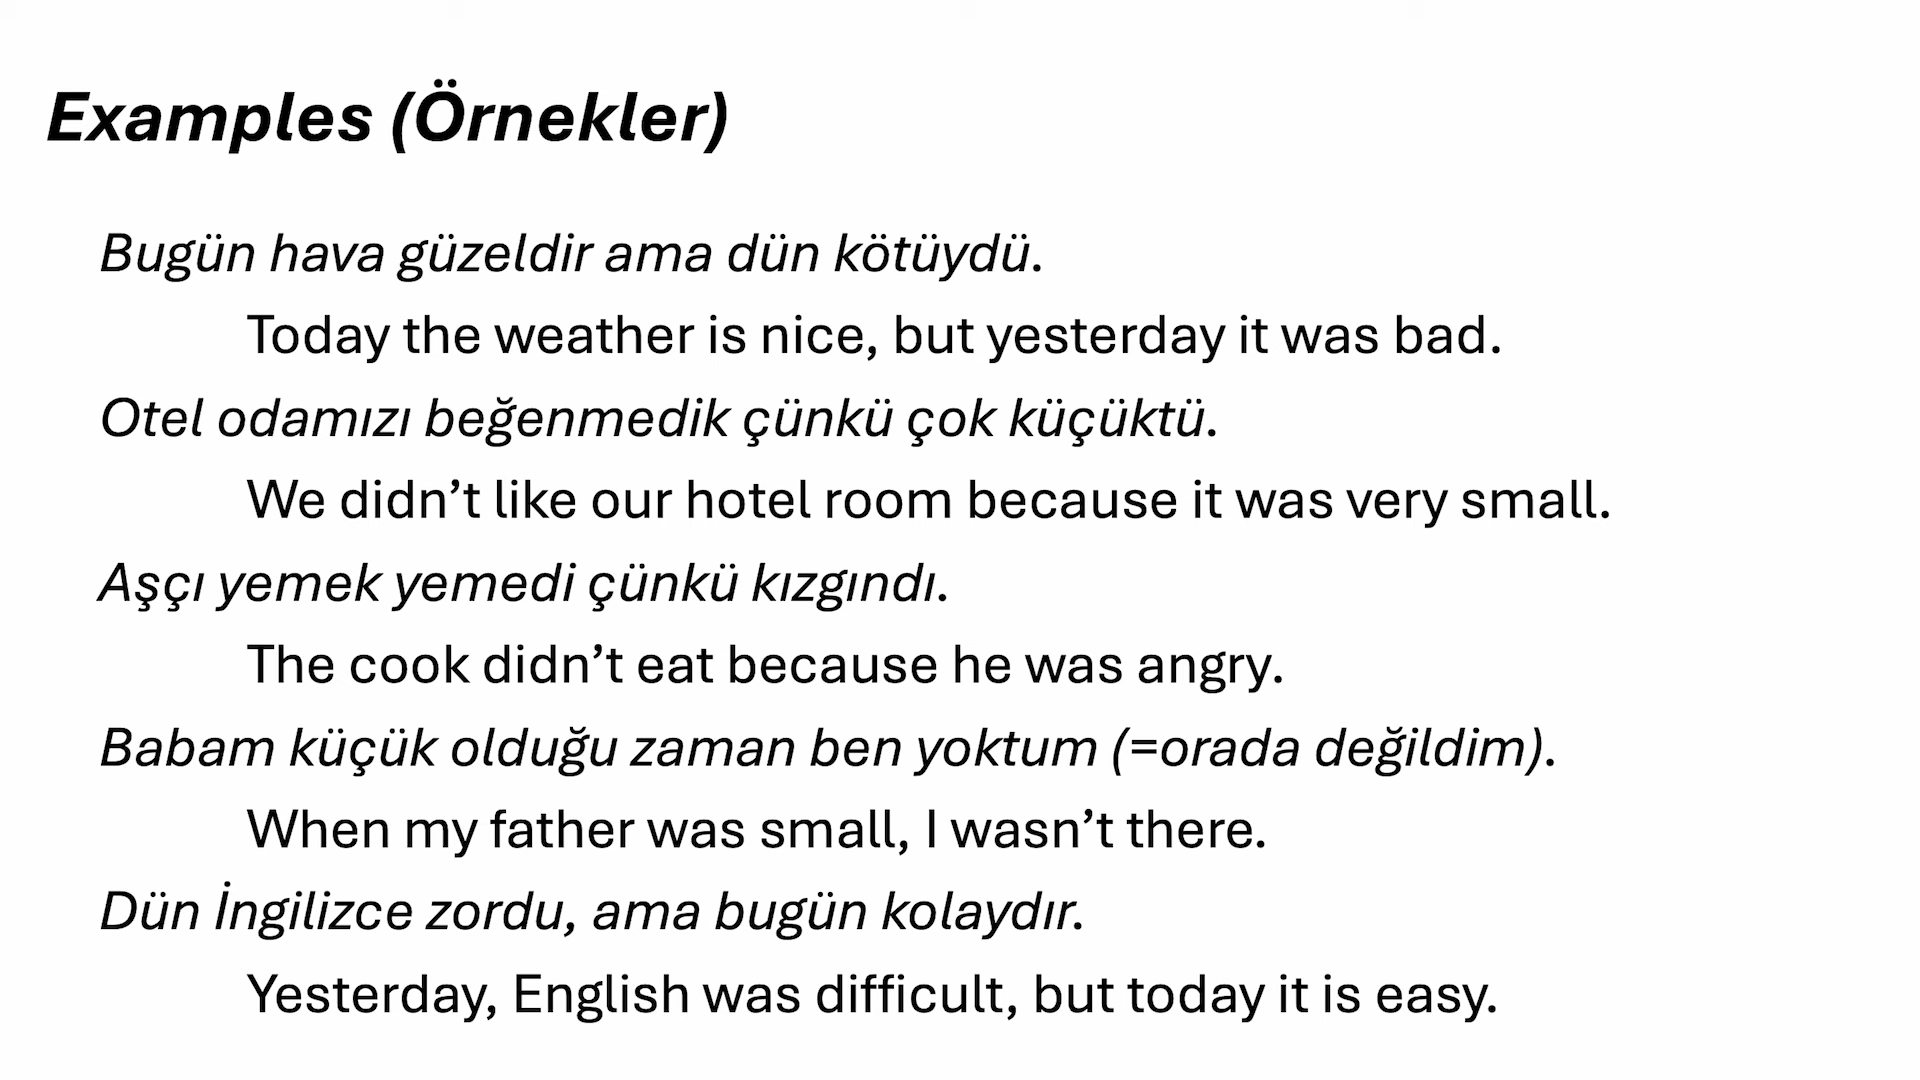 Examples (Örnekler)
Bugün hava güzeldir ama dün kötüydü.
Today the weather is nice, but yesterday it was bad.
Otel odamızı beğenmedik çünkü çok küçüktü.
We didn’t like our hotel room because it was very small.
Aşçı yemek yemedi çünkü kızgındı.
The cook didn’t eat because he was angry.
Babam küçük olduğu zaman ben yoktum (=orada değildim).
When my father was small, I wasn’t there.
Dün İngilizce zordu, ama bugün kolaydır.
Yesterday, English was difficult, but today it is easy.